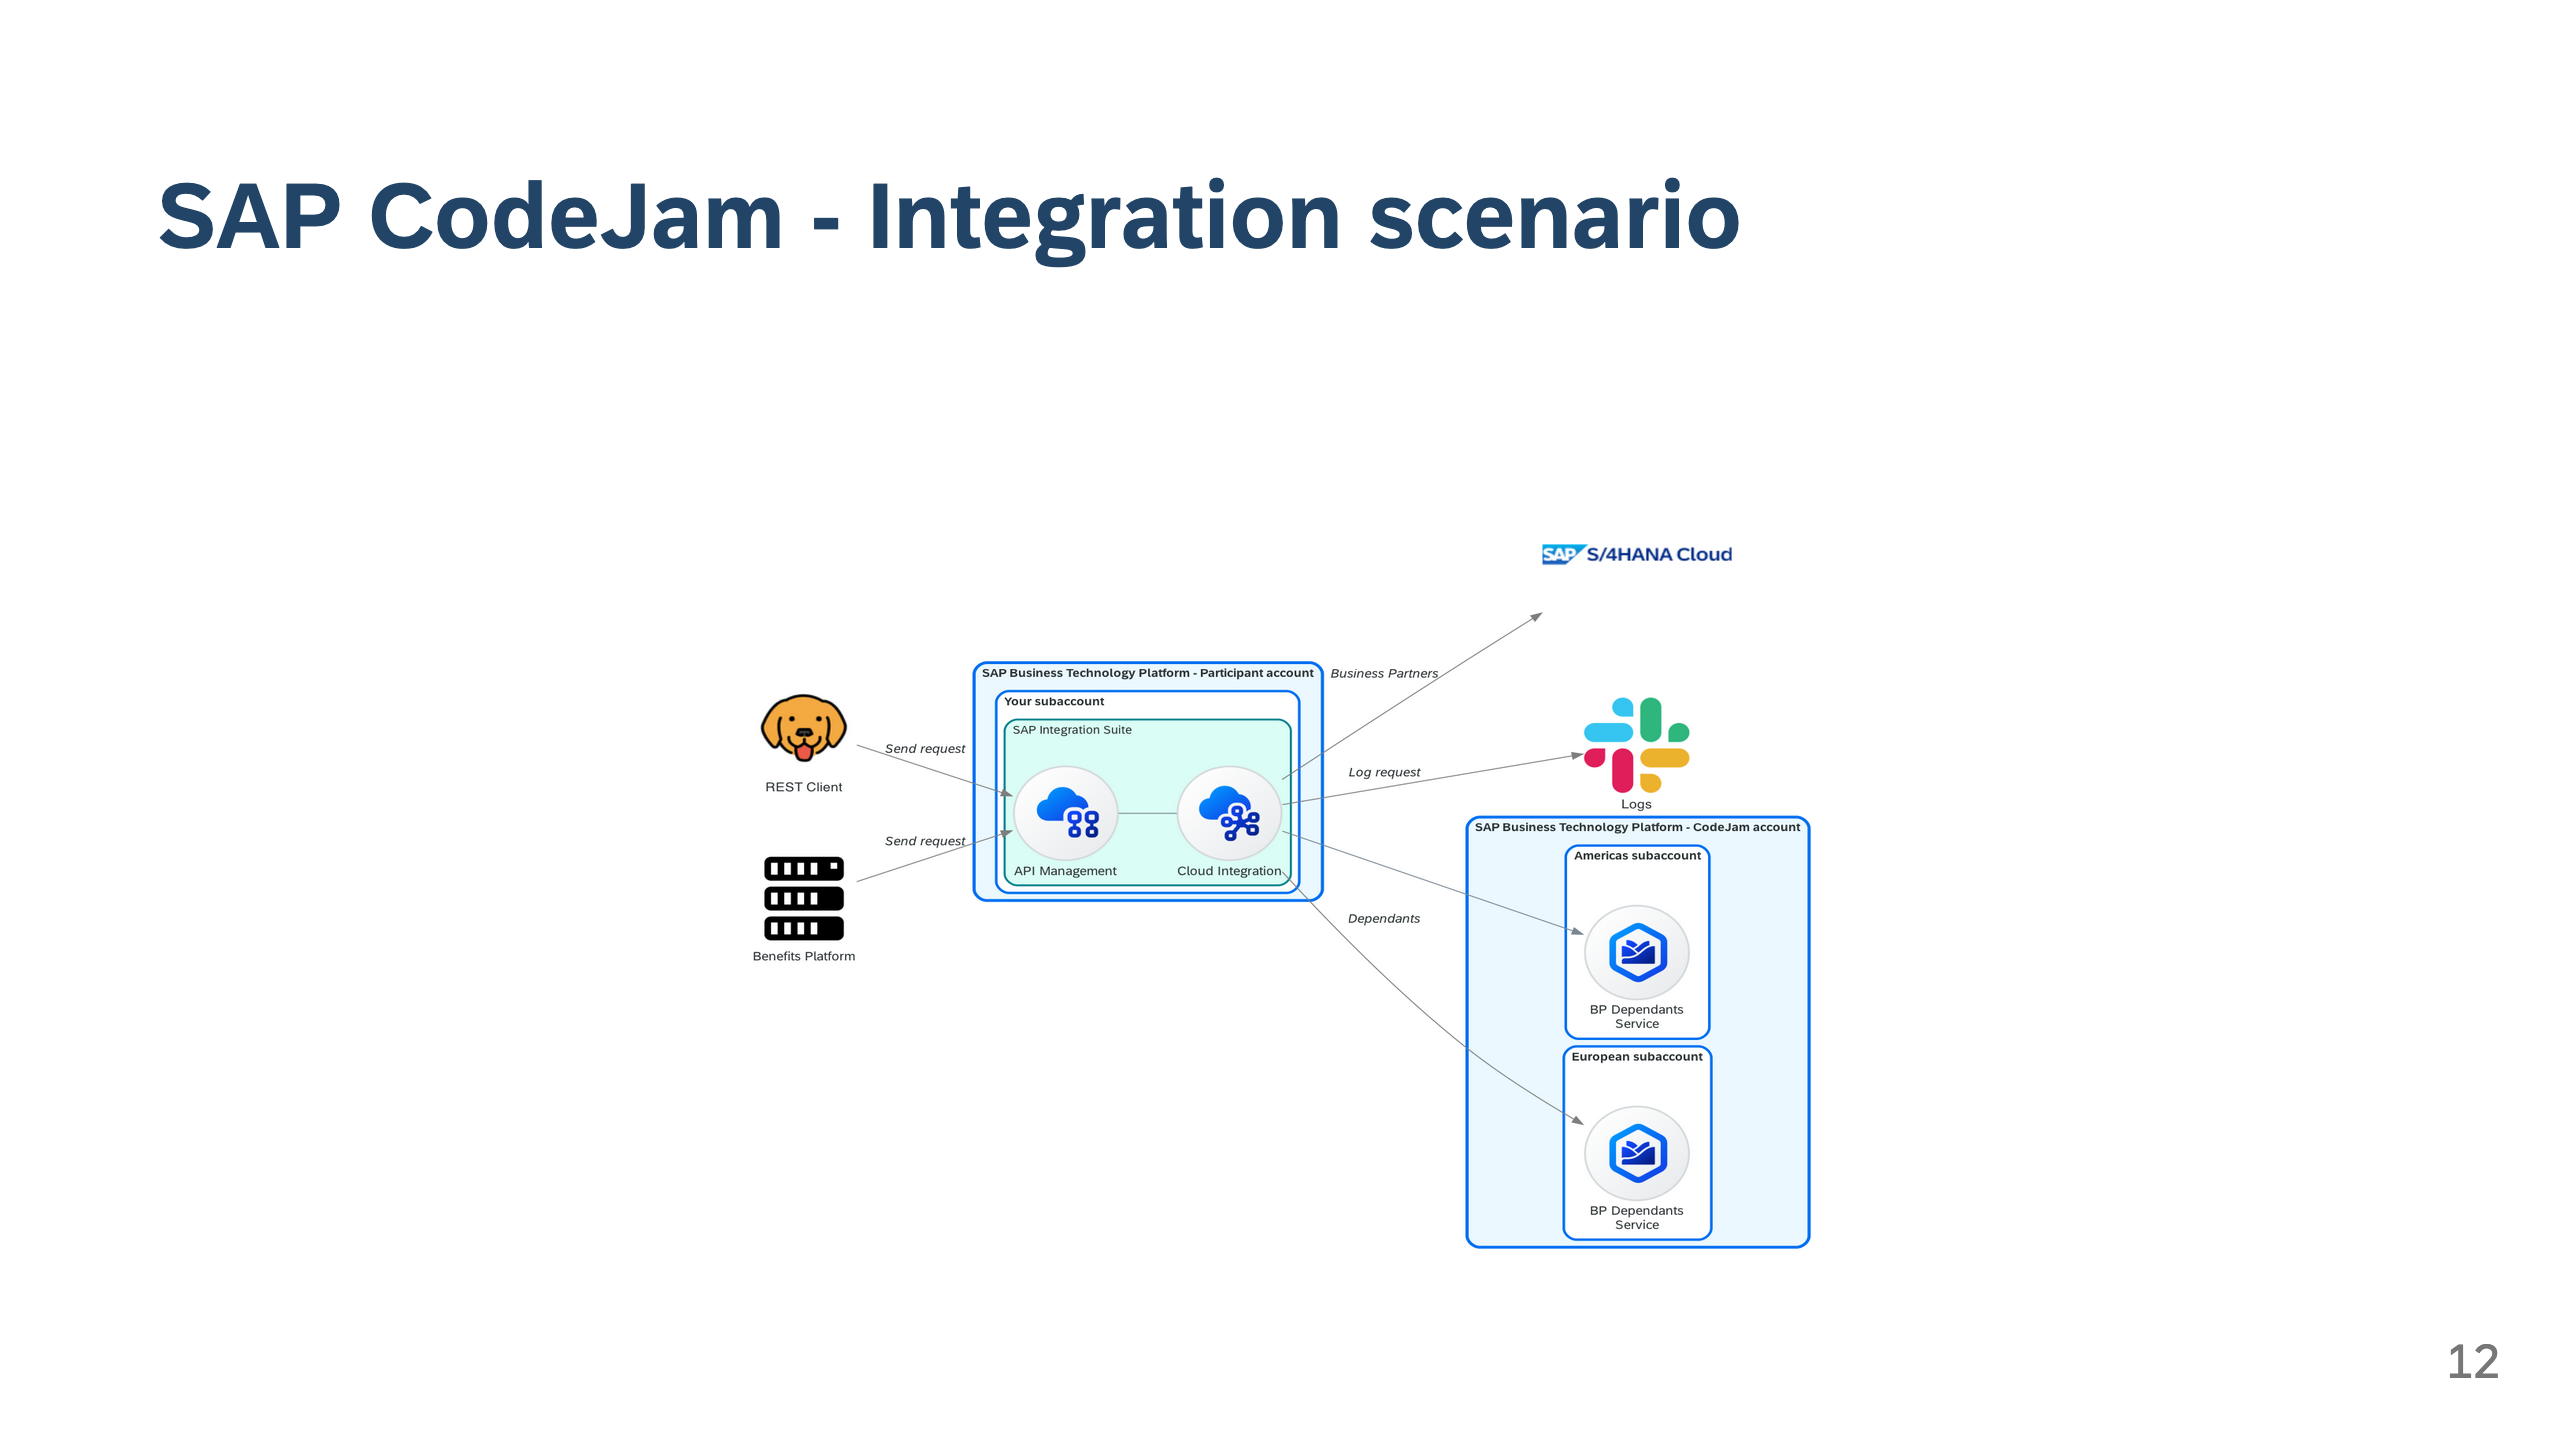 SAP CodeJam - Integration scenario
SAP S/4HANA Cloud
SAP Business Technology Platform - Participant account
Business Partners
Your subaccount
SAP Integration Suite
Send request
Log request
REST Client
Logs
SAP Business Technology Platform - CodeJam account
Send request
Americas subaccount
API Management
Cloud Integration
Dependants
Benefits Platform
BP Dependants
Service
European subaccount
BP Dependants
Service
12